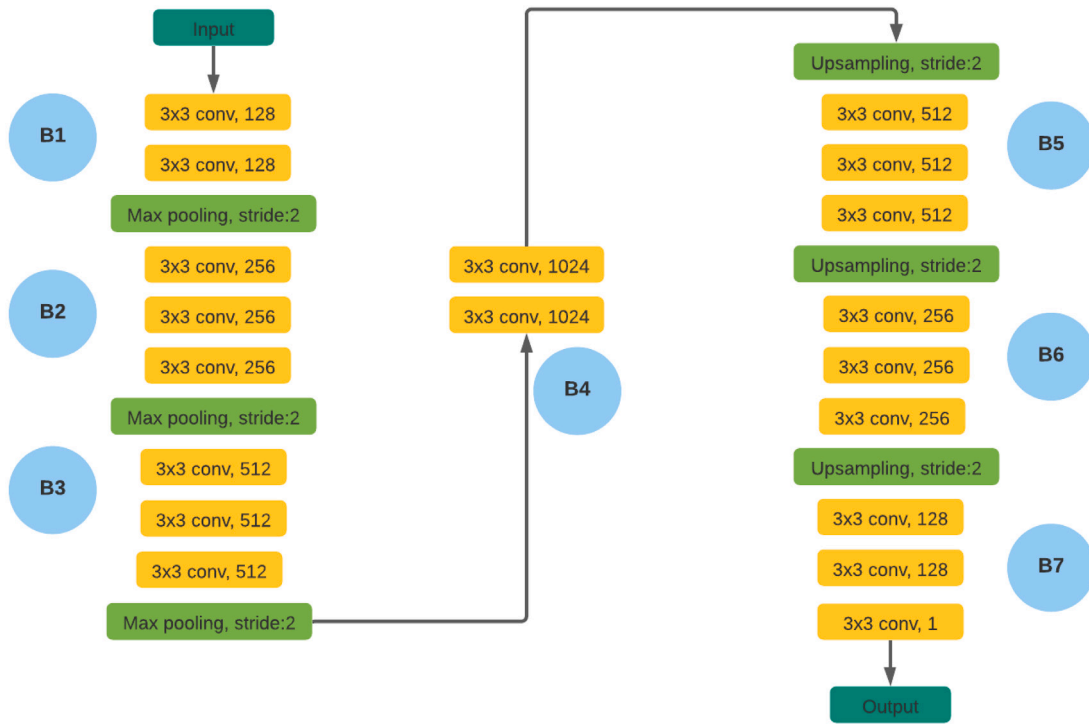 Input
B1
3x3 conv, 128
3x3 conv, 128
Max pooling, stride:2
B2
3x3 conv, 256
3x3 conv, 256
3x3 conv, 256
Max pooling, stride:2
B3
3x3 conv, 512
3x3 conv, 512
3x3 conv, 512
Max pooling, stride:2
3x3 conv, 1024
3x3 conv, 1024
B4
Upsampling, stride:2
3x3 conv, 512
B5
3x3 conv, 512
3x3 conv, 512
Upsampling, stride:2
3x3 conv, 256
B6
3x3 conv, 256
3x3 conv, 256
Upsampling, stride:2
3x3 conv, 128
B7
3x3 conv, 128
3x3 conv, 1
Output